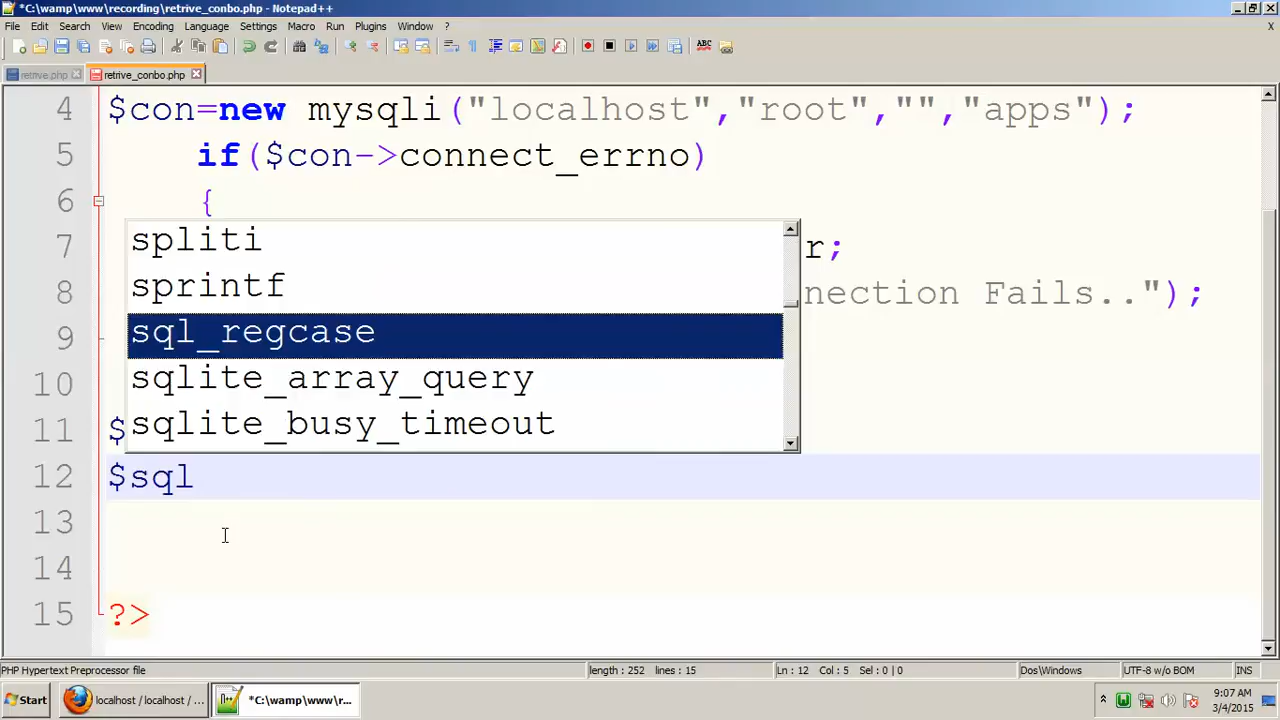 *C:\wamp\www\recording\retrive_conbo.php - Notepad++
File Edit Search View Encoding Language Settings Macro Run Plugins Window ?
X
ABC
retrive.php retrive_conbo.php
4 $con=new mysqli("localhost","root","","apps");
5 if($con->connect_errno)
6 {
7 r;
8 nection Fails..");
9
10
11 $
12 $sql
13
14
15 ?>
spliti
sprintf
sql_regcase
sqlite_array_query
sqlite_busy_timeout
PHP Hypertext Preprocessor file length : 252 lines : 15 Ln : 12 Col : 5 Sel : 0 | 0 Dos\Windows UTF-8 w/o BOM INS
Start localhost / localhost / ... *C:\wamp\www\r... 9:07 AM
3/4/2015